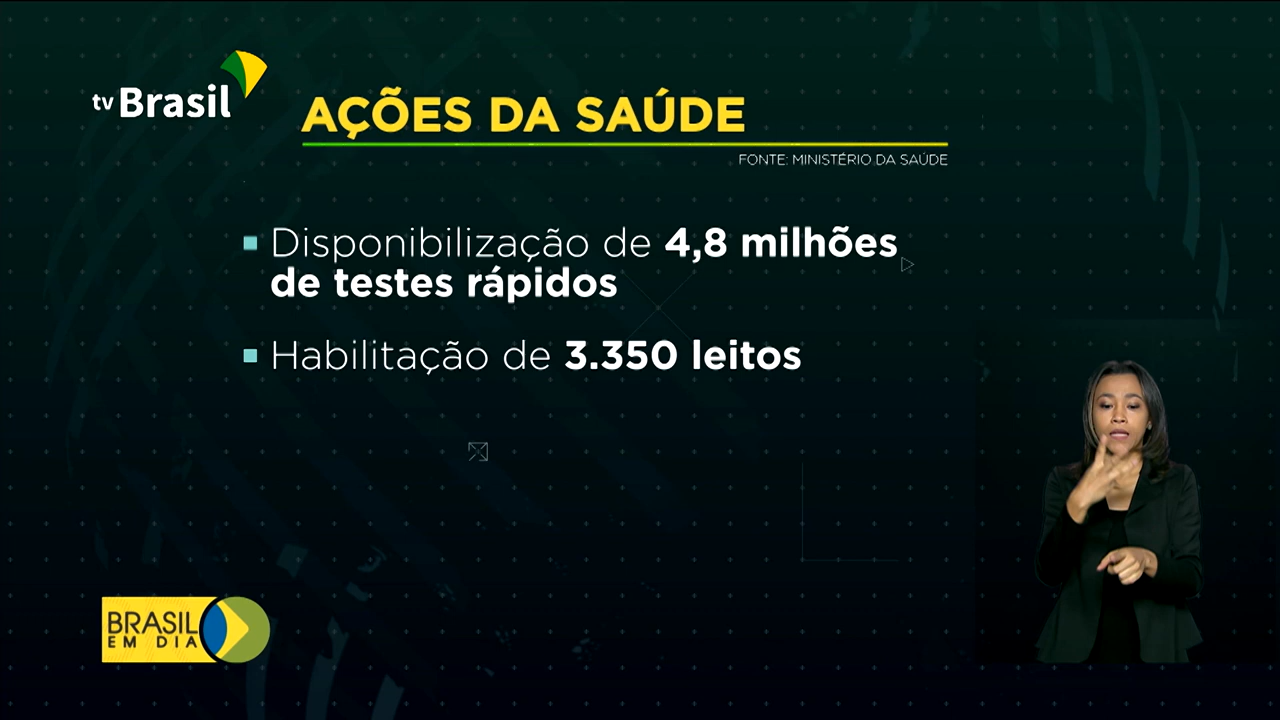 tv Brasil
AÇÕES DA SAÚDE
FONTE: MINISTÉRIO DA SAÚDE
Disponibilização de 4,8 milhões
de testes rápidos
Habilitação de 3.350 leitos
BRASIL
EM DIA